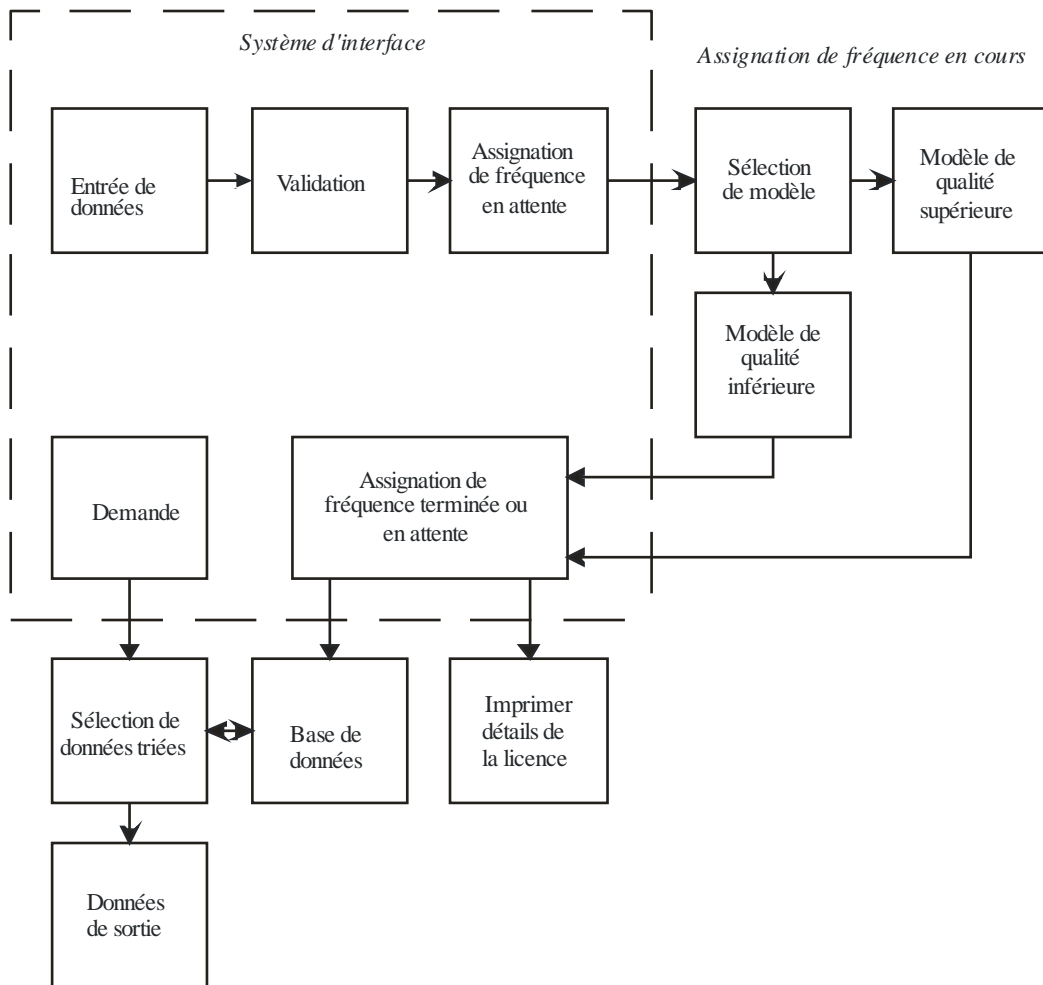 Système d'interface
Assignation de fréquence en cours
Entrée de
données
Validation
Assignation
de fréquence
en attente
Sélection
de modèle
Modèle de
qualité
supérieure
Modèle de
qualité
inférieure
Demande
Assignation de
fréquence terminée ou
en attente
Sélection de
données triées
Base de
données
Imprimer
détails de
la licence
Données
de sortie